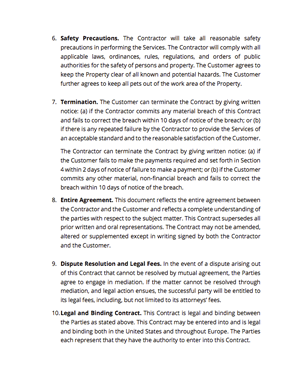 6. Safety Precautions. The Contractor will take all reasonable safety
precautions in performing the Services. The Contractor will comply with all
applicable laws, ordinances, rules, regulations, and orders of public
authorities for the safety of persons and property. The Customer agrees to
keep the Property clear of all known and potential hazards. The Customer
further agrees to keep all pets out of the work area of the Property.
7. Termination. The Customer can terminate the Contract by giving written
notice: (a) if the Contractor commits any material breach of this Contract
and fails to correct the breach within 10 days of notice of the breach; or (b)
if there is any repeated failure by the Contractor to provide the Services of
an acceptable standard and to the reasonable satisfaction of the Customer.
The Contractor can terminate the Contract by giving written notice: (a) if
the Customer fails to make the payments required and set forth in Section
4 within 2 days of notice of failure to make a payment; or (b) if the Customer
commits any other material, non-financial breach and fails to correct the
breach within 10 days of notice of the breach.
8. Entire Agreement. This document reflects the entire agreement between
the Contractor and the Customer and reflects a complete understanding of
the parties with respect to the subject matter. This Contract supersedes all
prior written and oral representations. The Contract may not be amended,
altered or supplemented except in writing signed by both the Contractor
and the Customer.
9. Dispute Resolution and Legal Fees. In the event of a dispute arising out
of this Contract that cannot be resolved by mutual agreement, the Parties
agree to engage in mediation. If the matter cannot be resolved through
mediation, and legal action ensues, the successful party will be entitled to
its legal fees, including, but not limited to its attorneys' fees.
10. Legal and Binding Contract. This Contract is legal and binding between
the Parties as stated above. This Contract may be entered into and is legal
and binding both in the United States and throughout Europe. The Parties
each represent that they have the authority to enter into this Contract.